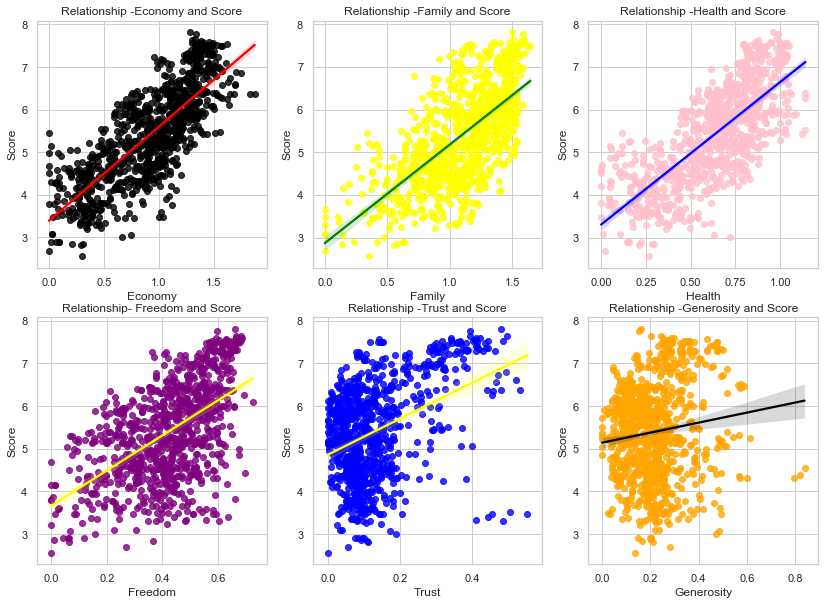 Relationship -Economy and Score
Score
8
7
6
5
4
3
0.0 0.5 1.0 1.5
Economy
Relationship -Family and Score
Score
8
7
6
5
4
3
0.0 0.5 1.0 1.5
Family
Relationship -Health and Score
Score
8
7
6
5
4
3
0.00 0.25 0.50 0.75 1.00
Health
Relationship- Freedom and Score
Score
8
7
6
5
4
3
0.0 0.2 0.4 0.6
Freedom
Relationship -Trust and Score
Score
8
7
6
5
4
3
0.0 0.2 0.4
Trust
Relationship -Generosity and Score
Score
8
7
6
5
4
3
0.0 0.2 0.4 0.6 0.8
Generosity